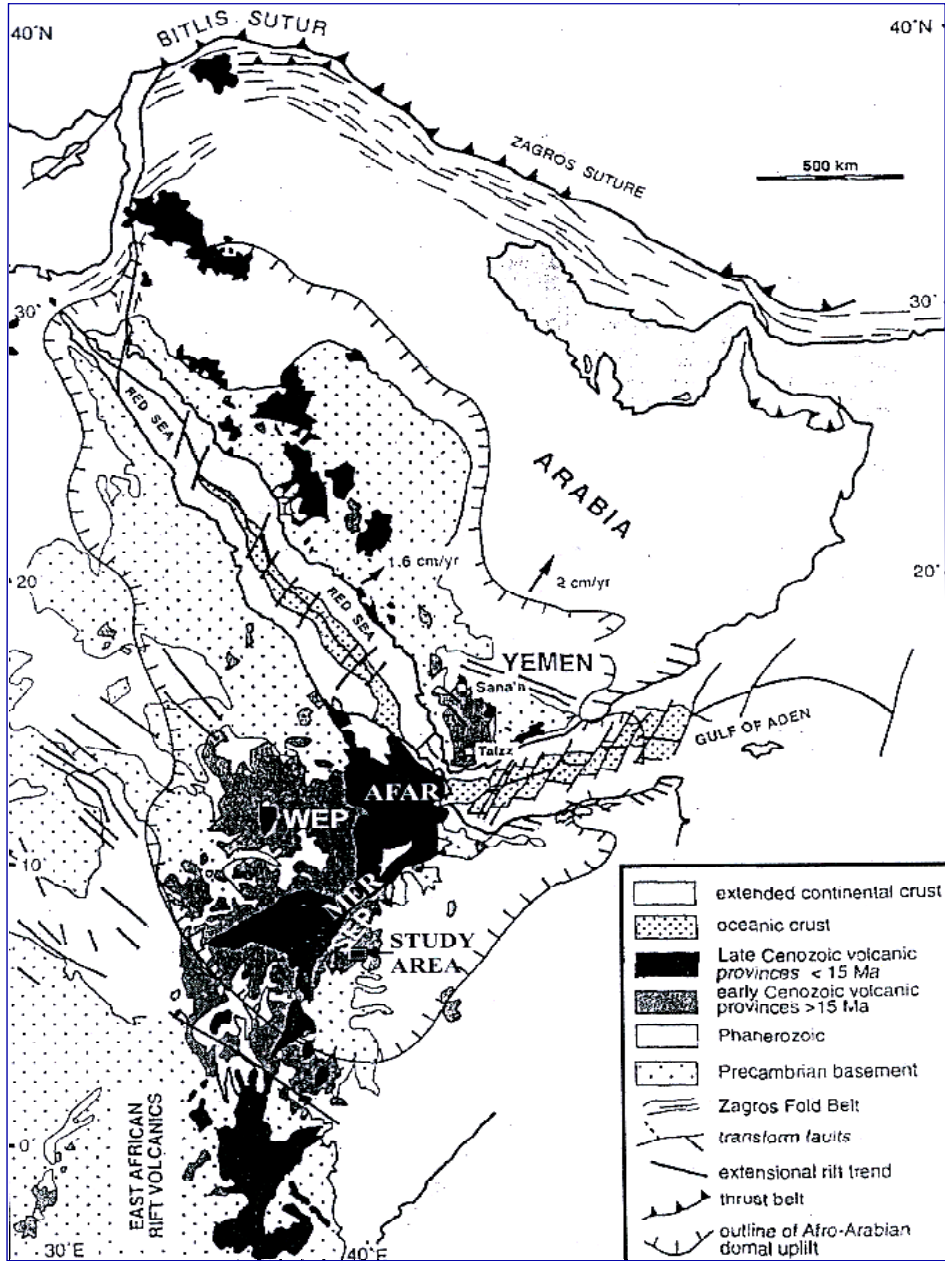 40°N
BITLIS SUTUR
40°N
ZAGROS SUTURE
500 km
30°
30°
RED SEA
ARABIA
20
1.6 cm/yr
2 cm/yr
20°
RED SEA
YEMEN
Sana'n
Taizz
GULF OF ADEN
AFAR
WEP
10
MER
SEP
STUDY
AREA
0°
EAST AFRICAN
RIFT VOLCANICS
30°E
40°E
extended continental crust
oceanic crust
Late Cenozoic volcanic
provinces < 15 Ma
early Cenozoic volcanic
provinces >15 Ma
Phanerozoic
Precambrian basement
Zagros Fold Belt
transform faults
extensional rift trend
thrust belt
outline of Afro-Arabian
domal uplilt